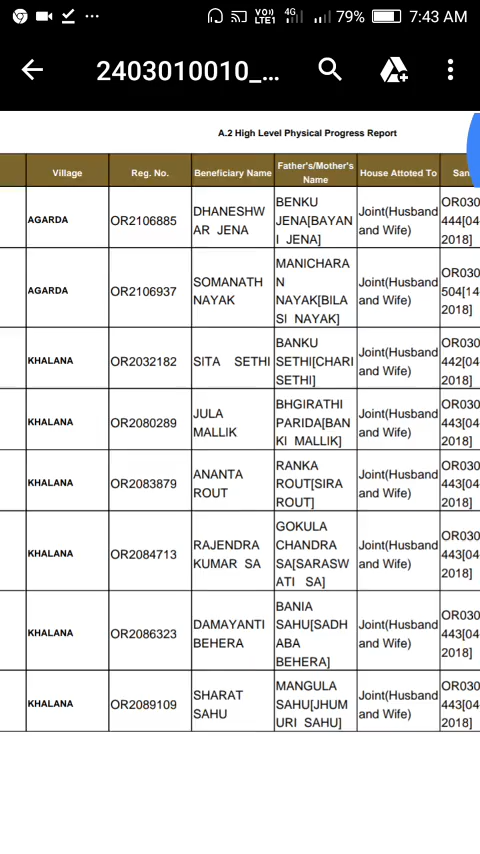 VoLTE1 4G 79% 7:43 AM
2403010010_...
A.2 High Level Physical Progress Report
Village Reg. No. Beneficiary Name Father's/Mother's Name House Attoted To San
AGARDA OR2106885 DHANESHW AR JENA BENKU JENA[BAYAN I JENA] Joint(Husband and Wife) OR030 444[04 2018]
AGARDA OR2106937 SOMANATH NAYAK MANICHARA N NAYAK[BILA SI NAYAK] Joint(Husband and Wife) OR030 504[14 2018]
KHALANA OR2032182 SITA SETHI BANKU SETHI[CHARI SETHI] Joint(Husband and Wife) OR030 442[04 2018]
KHALANA OR2080289 JULA MALLIK BHGIRATHI PARIDA[BAN KI MALLIK] Joint(Husband and Wife) OR030 443[04 2018]
KHALANA OR2083879 ANANTA ROUT RANKA ROUT[SIRA ROUT] Joint(Husband and Wife) OR030 443[04 2018]
KHALANA OR2084713 RAJENDRA KUMAR SA GOKULA CHANDRA SA[SARASW ATI SA] Joint(Husband and Wife) OR030 443[04 2018]
KHALANA OR2086323 DAMAYANTI BEHERA BANIA SAHU[SADH ABA BEHERA] Joint(Husband and Wife) OR030 443[04 2018]
KHALANA OR2089109 SHARAT SAHU MANGULA SAHU[JHUM URI SAHU] Joint(Husband and Wife) OR030 443[04 2018]